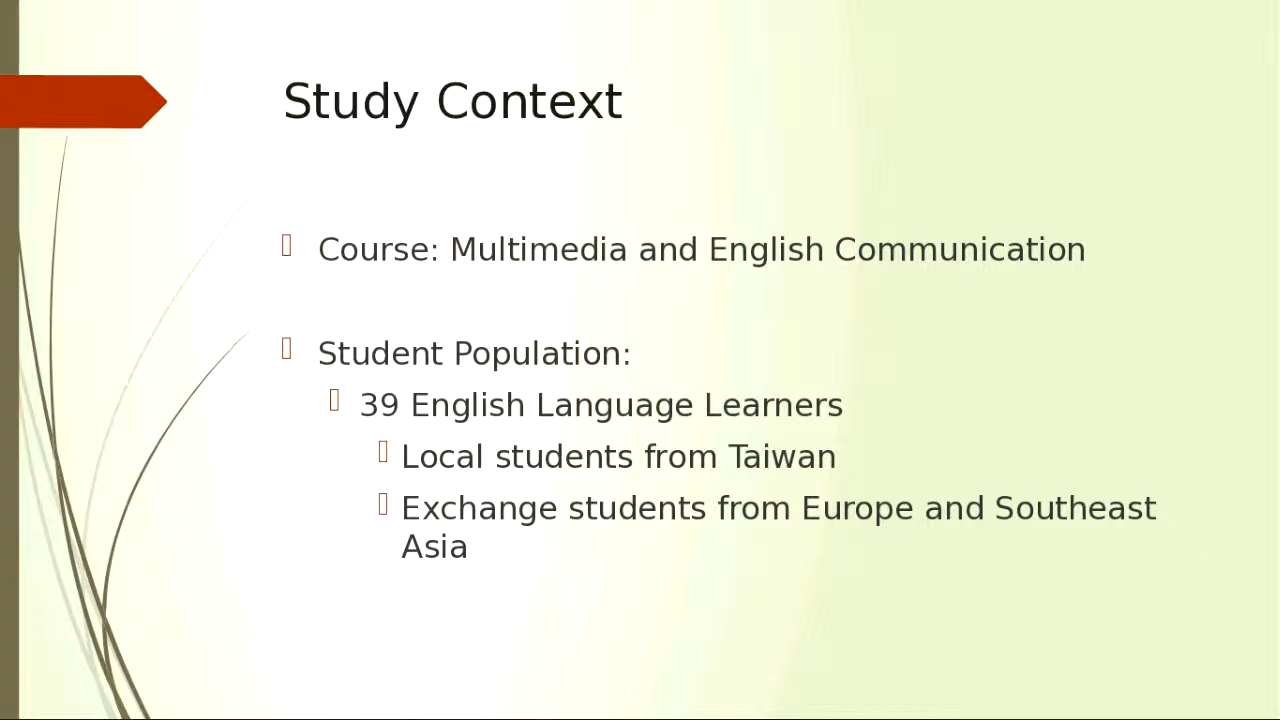 Study Context
Course: Multimedia and English Communication
Student Population:
39 English Language Learners
Local students from Taiwan
Exchange students from Europe and Southeast
Asia